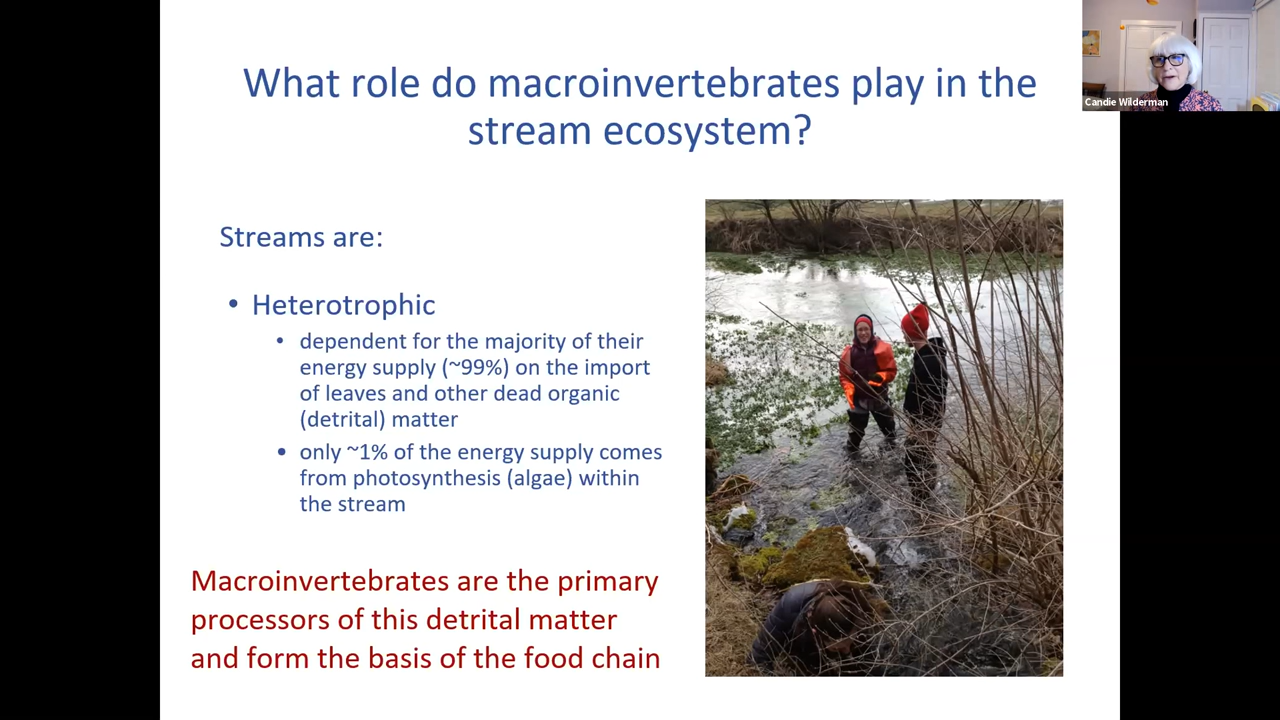 What role do macroinvertebrates play in the
stream ecosystem?
Candie Wilderman
Streams are:
• Heterotrophic
• dependent for the majority of their
energy supply (~99%) on the import
of leaves and other dead organic
(detrital) matter
• only ~1% of the energy supply comes
from photosynthesis (algae) within
the stream
Macroinvertebrates are the primary
processors of this detrital matter
and form the basis of the food chain